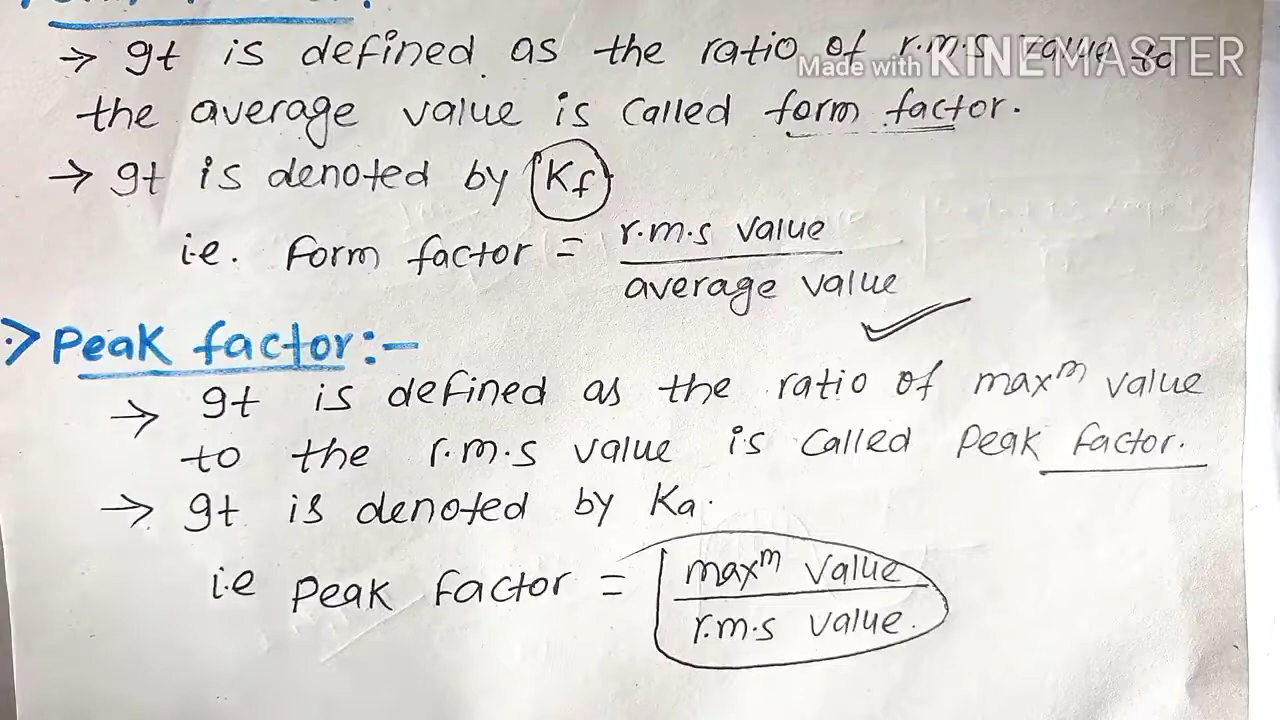 → It is defined as the ratio of r.m.s value to
Made with KINEMASTER
the average value is called form factor.
→ It is denoted by Kf
i.e. Form factor = r.m.s value
average value
:> Peak factor:-
→ It is defined as the ratio of maxᵐ value
to the r.m.s value is called Peak factor.
→ It is denoted by Ka.
i.e Peak factor = maxᵐ value
r.m.s value.